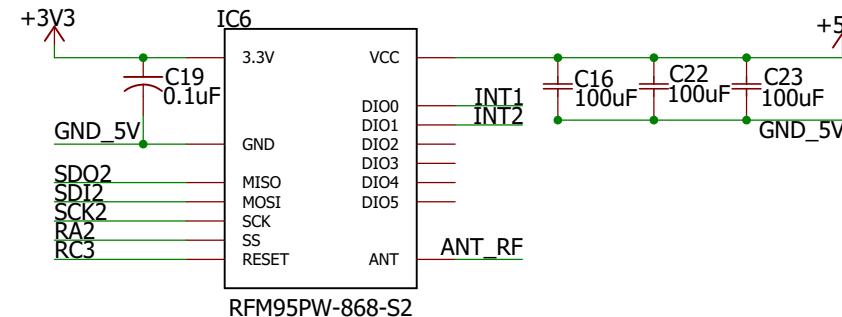 +3V3
IC6
+5
3.3V
VCC
C19
0.1uF
C16
100uF
C22
100uF
C23
100uF
DIO0
INT1
DIO1
INT2
GND_5V
GND_5V
GND
DIO2
DIO3
SDO2
MISO
DIO4
SDI2
MOSI
DIO5
SCK2
SCK
RA2
SS
RC3
RESET
ANT
ANT_RF
RFM95PW-868-S2